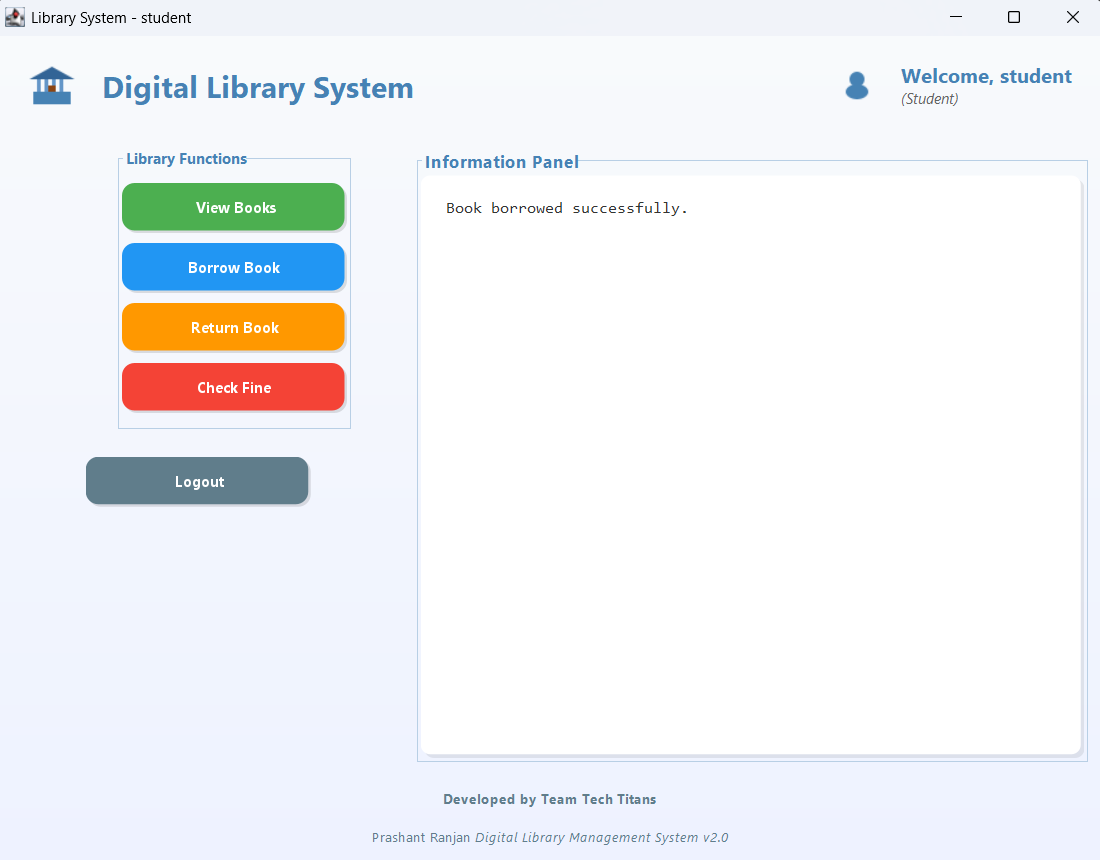 Library System - student
Digital Library System
Welcome, student
(Student)
Library Functions
View Books
Borrow Book
Return Book
Check Fine
Logout
Information Panel
Book borrowed successfully.
Developed by Team Tech Titans
Prashant Ranjan Digital Library Management System v2.0